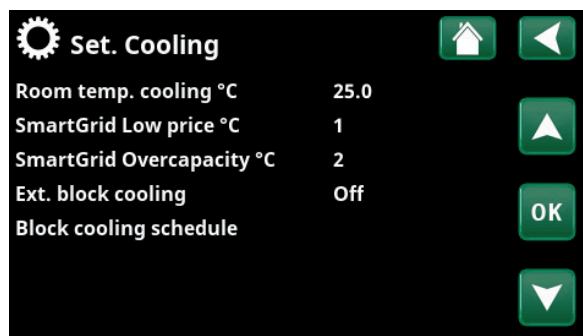 Set. Cooling
Room temp. cooling °C 25.0
SmartGrid Low price °C 1
SmartGrid Overcapacity °C 2
Ext. block cooling Off
OK
Block cooling schedule